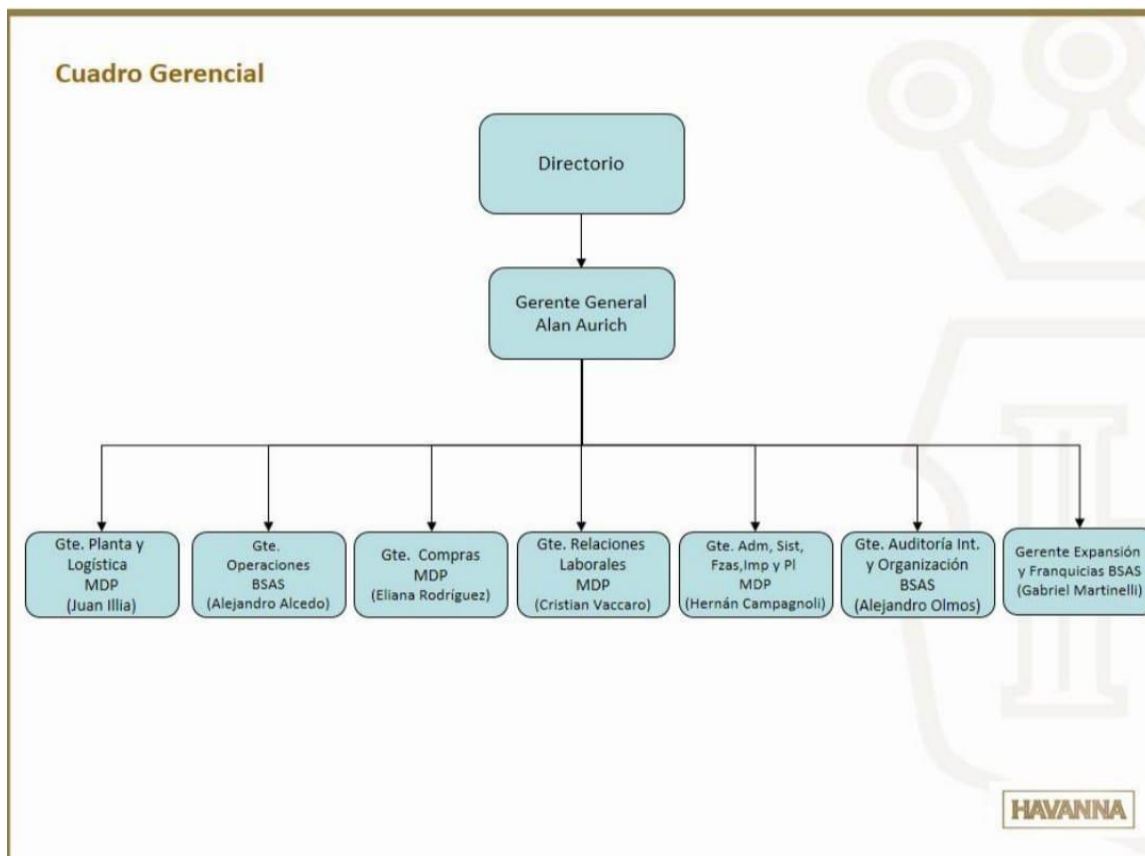 Cuadro Gerencial
Directorio
Gerente General
Alan Aurich
Gte. Planta y
Logística
MDP
(Juan Illia)
Gte.
Operaciones
BSAS
(Alejandro Alcedo)
Gte. Compras
MDP
(Eliana Rodríguez)
Gte. Relaciones
Laborales
MDP
(Cristian Vaccaro)
Gte. Adm, Sist,
Fzas,Imp y Pl
MDP
(Hernán Campagnoli)
Gte. Auditoría Int.
y Organización
BSAS
(Alejandro Olmos)
Gerente Expansión
y Franquicias BSAS
(Gabriel Martinelli)
HAVANNA